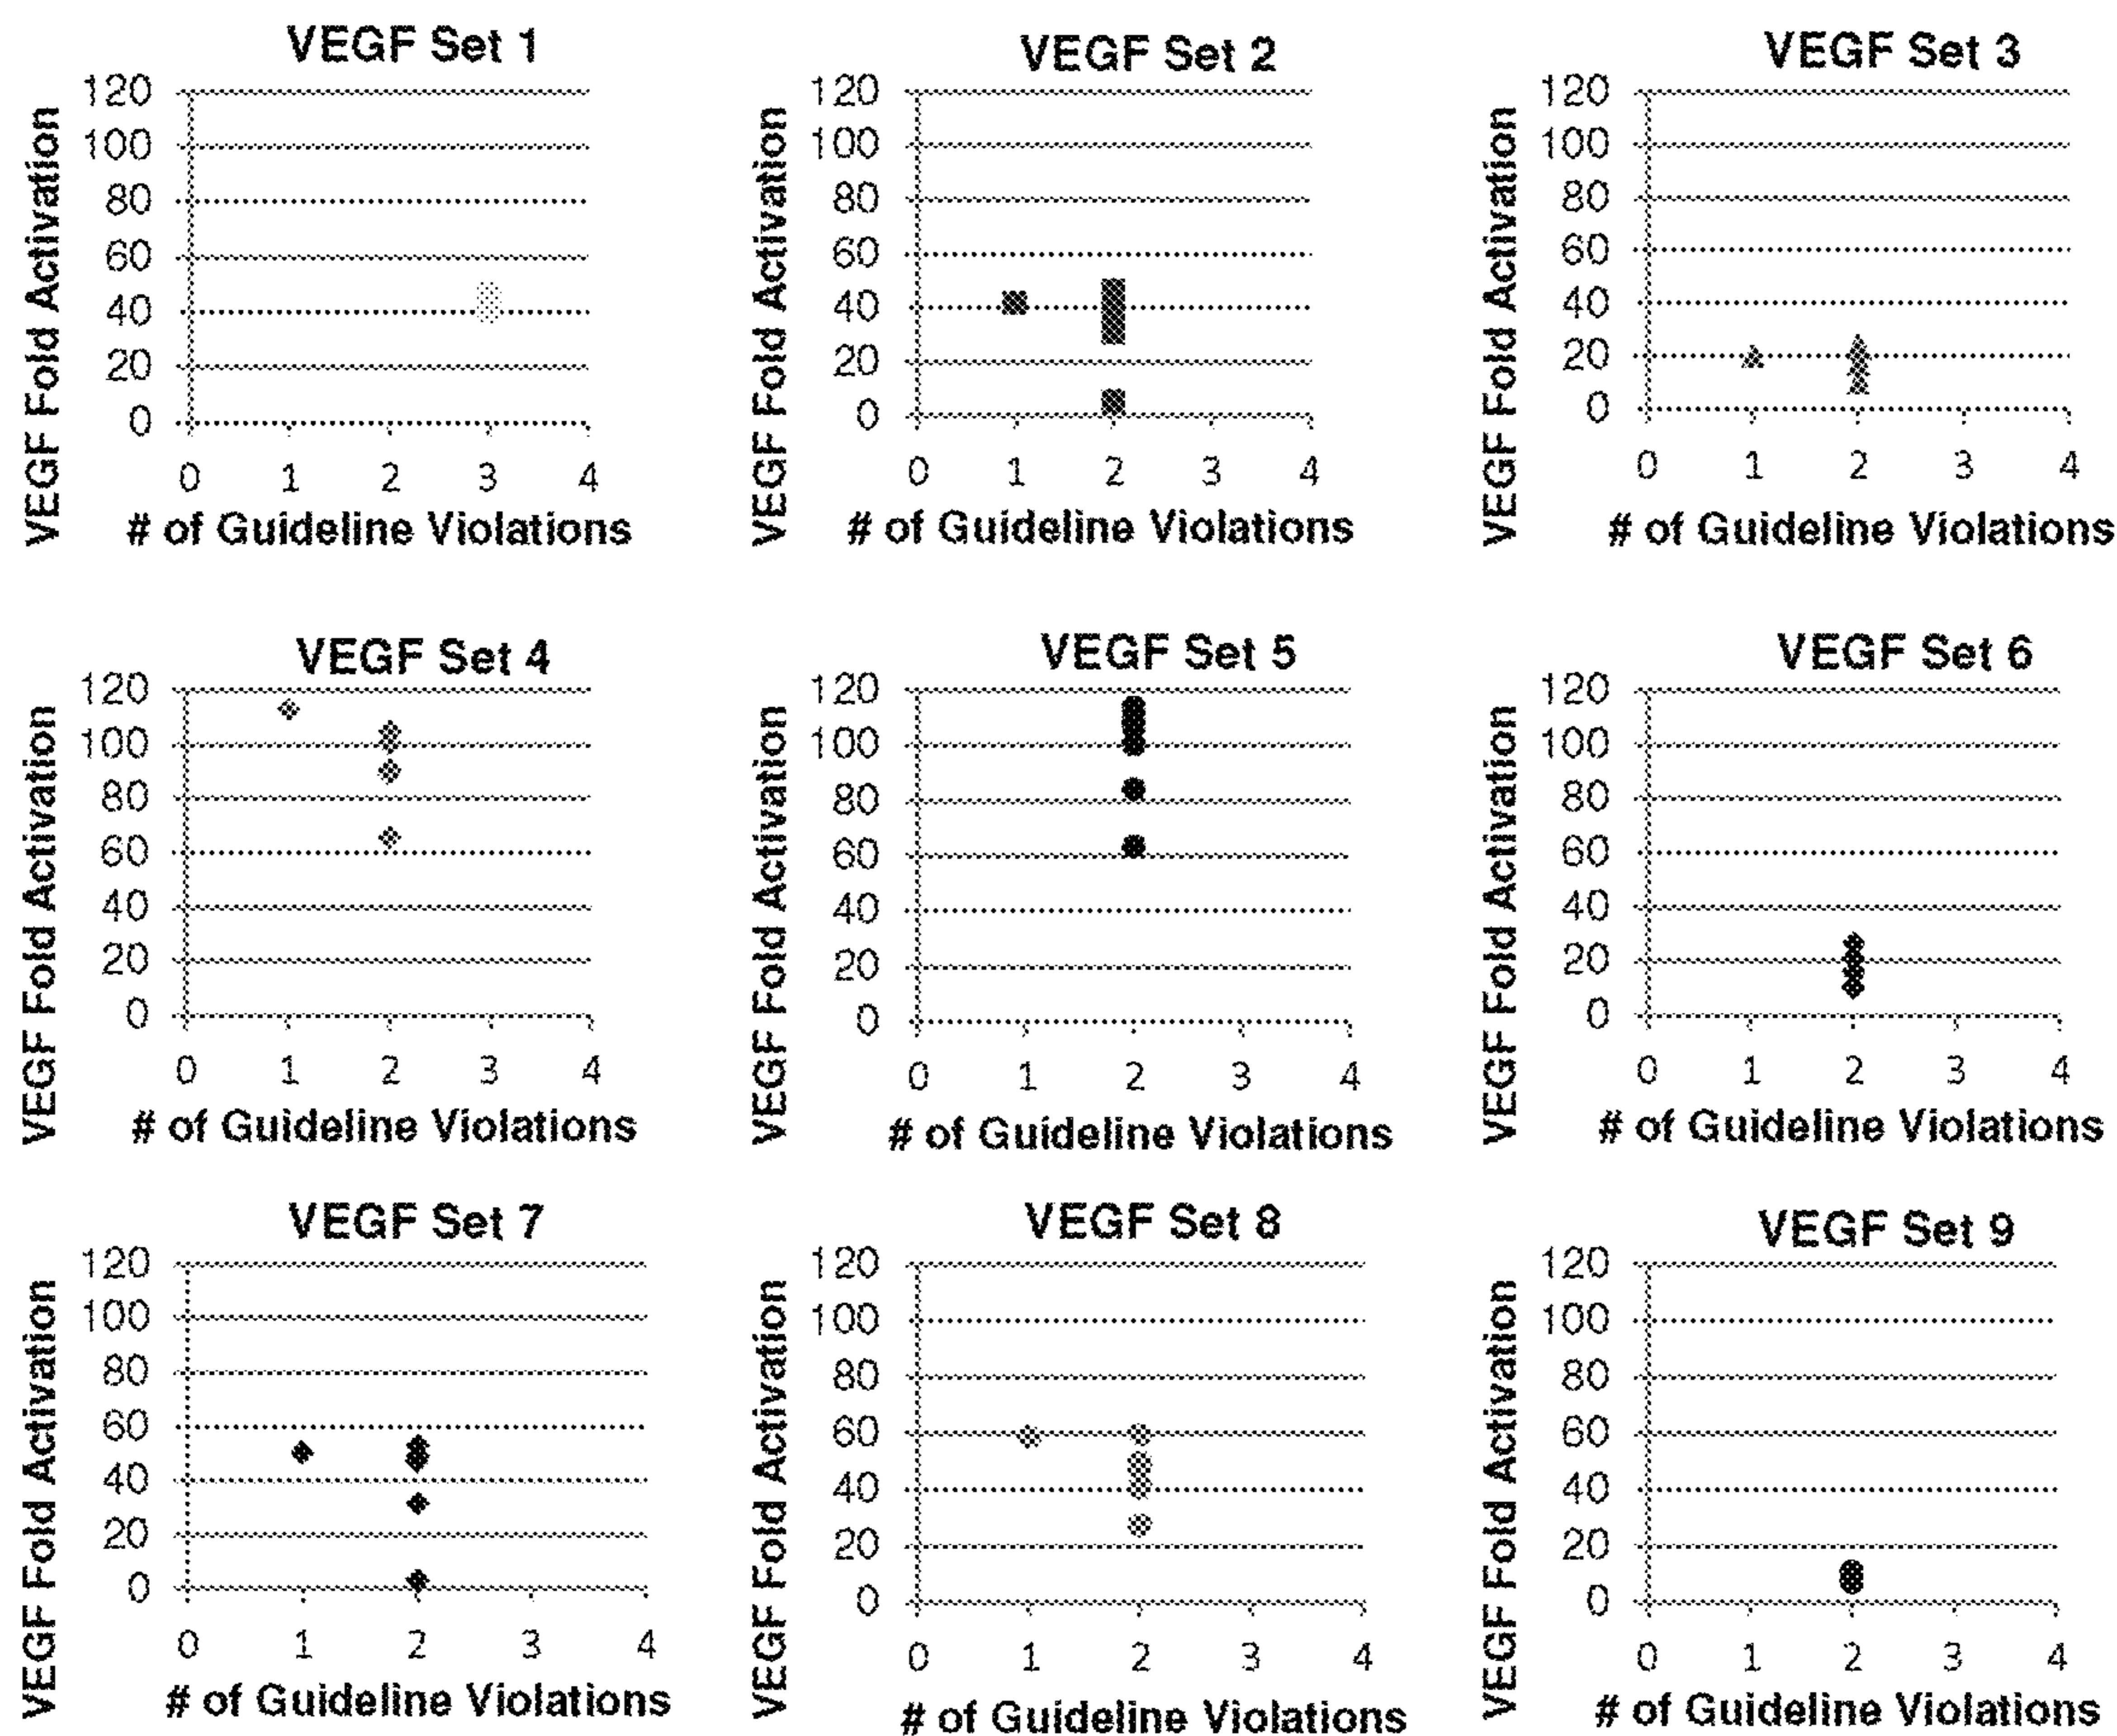 VEGF Set 1
VEGF Fold Activation
120
100
80
60
40
20
0
0 1 2 3 4
# of Guideline Violations
VEGF Set 2
VEGF Fold Activation
120
100
80
60
40
20
0
0 1 2 3 4
# of Guideline Violations
VEGF Set 3
VEGF Fold Activation
120
100
80
60
40
20
0
0 1 2 3 4
# of Guideline Violations
VEGF Set 4
VEGF Fold Activation
120
100
80
60
40
20
0
0 1 2 3 4
# of Guideline Violations
VEGF Set 5
VEGF Fold Activation
120
100
80
60
40
20
0
0 1 2 3 4
# of Guideline Violations
VEGF Set 6
VEGF Fold Activation
120
100
80
60
40
20
0
0 1 2 3 4
# of Guideline Violations
VEGF Set 7
VEGF Fold Activation
120
100
80
60
40
20
0
0 1 2 3 4
# of Guideline Violations
VEGF Set 8
VEGF Fold Activation
120
100
80
60
40
20
0
0 1 2 3 4
# of Guideline Violations
VEGF Set 9
VEGF Fold Activation
120
100
80
60
40
20
0
0 1 2 3 4
# of Guideline Violations